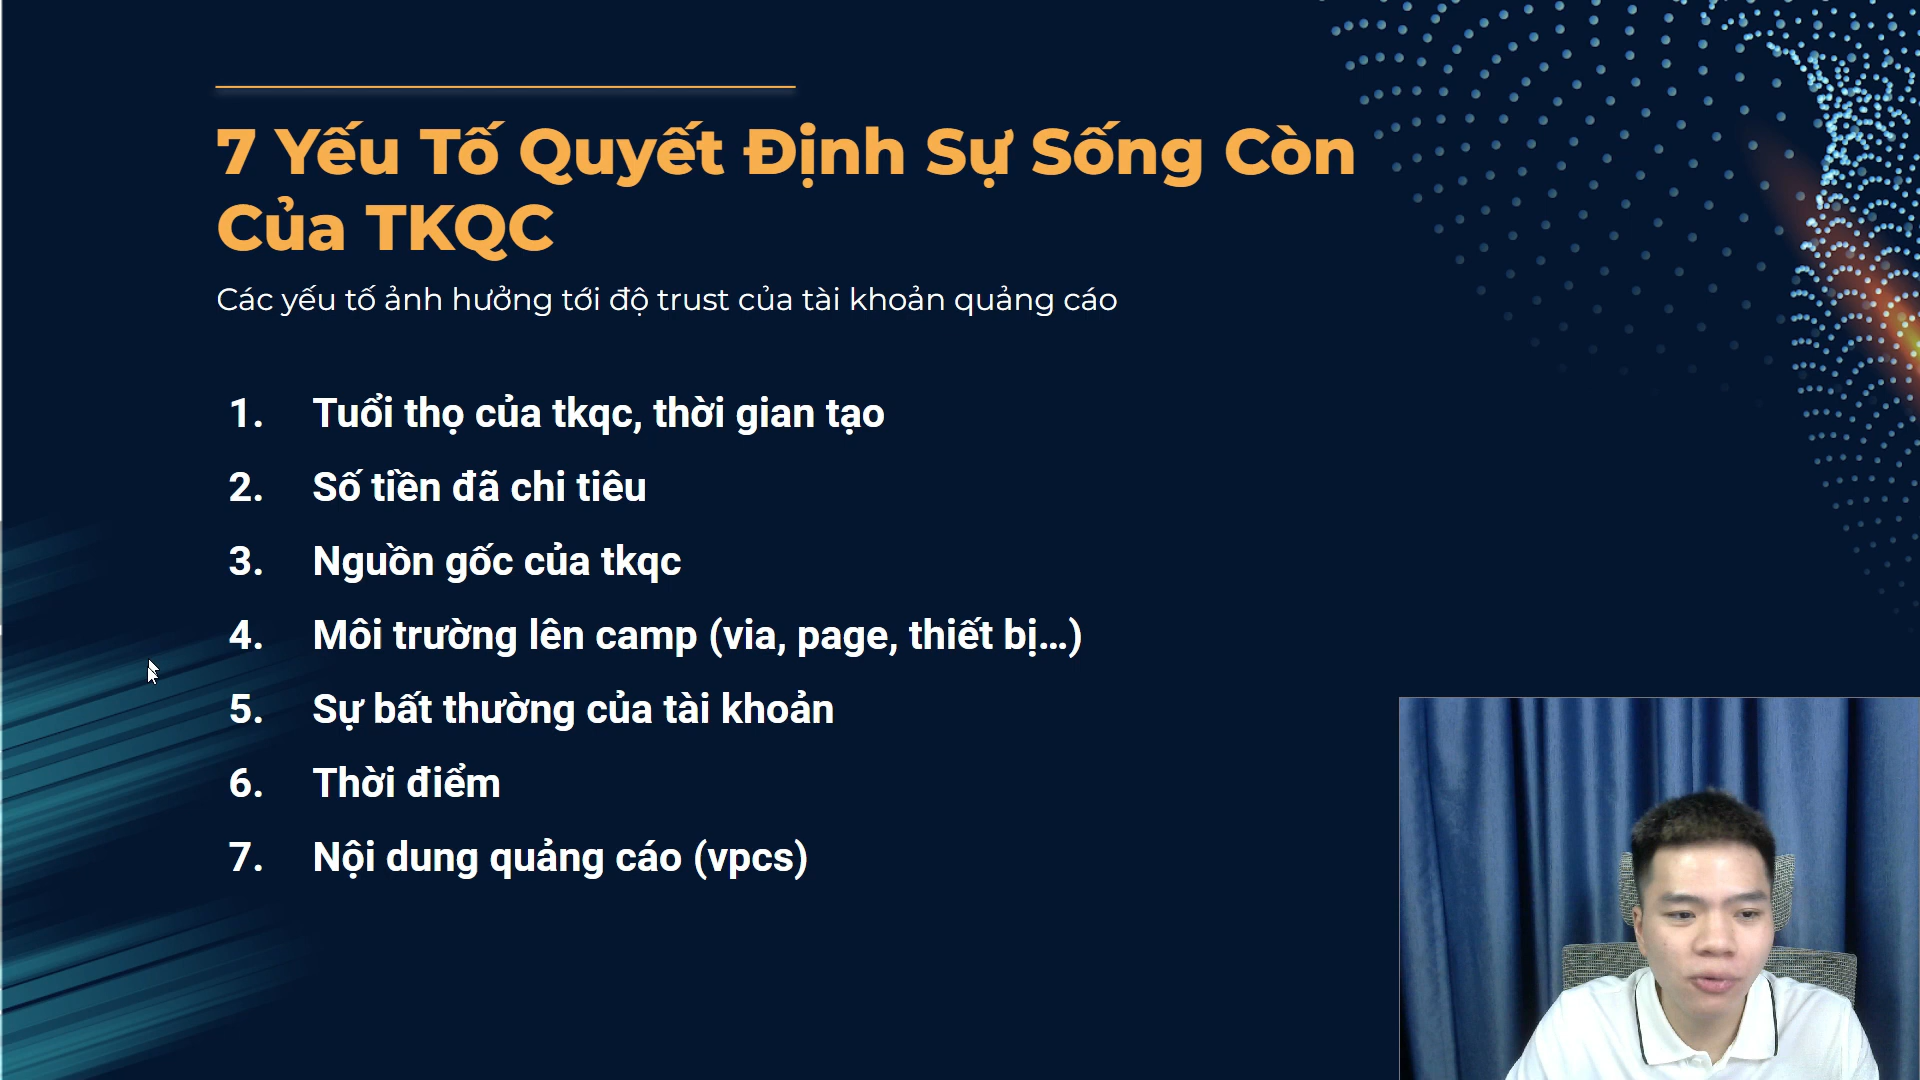 7 Yếu Tố Quyết Định Sự Sống Còn
Của TKQC
Các yếu tố ảnh hưởng tới độ trust của tài khoản quảng cáo
1. Tuổi thọ của tkqc, thời gian tạo
2. Số tiền đã chi tiêu
3. Nguồn gốc của tkqc
4. Môi trường lên camp (via, page, thiết bị...)
5. Sự bất thường của tài khoản
6. Thời điểm
7. Nội dung quảng cáo (vpcs)